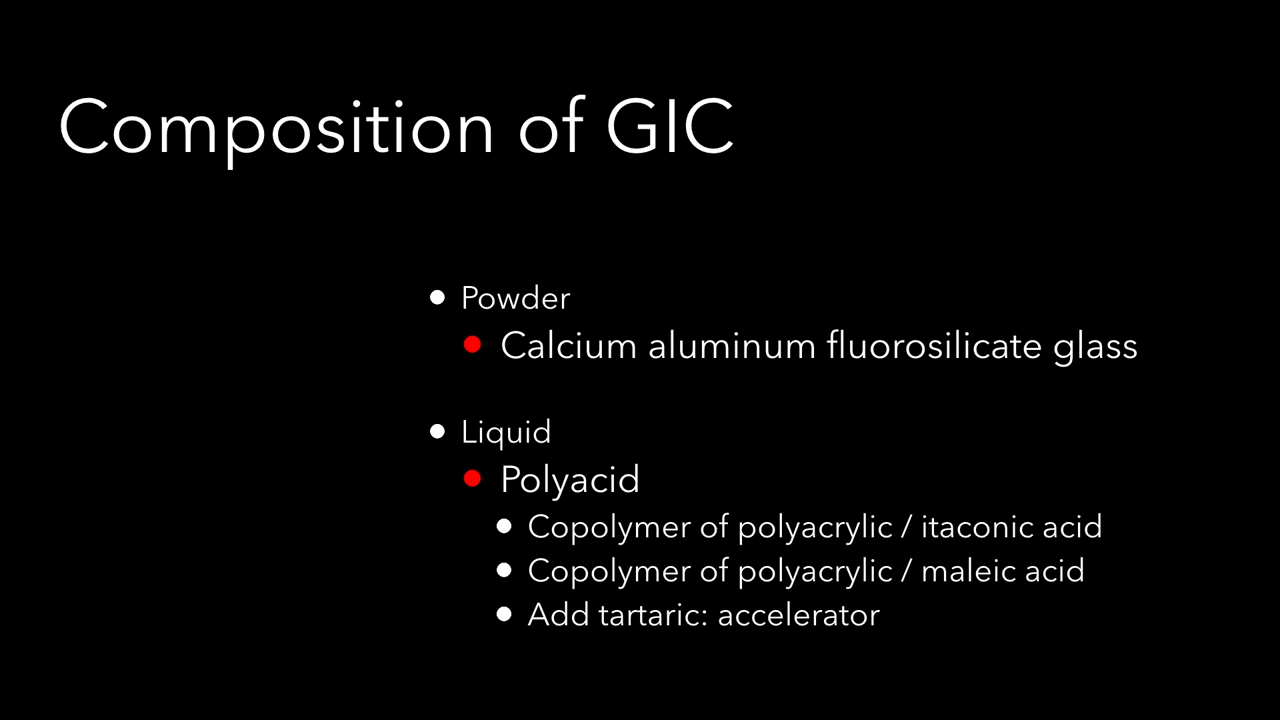 Composition of GIC
Powder
Calcium aluminum fluorosilicate glass
Liquid
Polyacid
Copolymer of polyacrylic / itaconic acid
Copolymer of polyacrylic / maleic acid
Add tartaric: accelerator